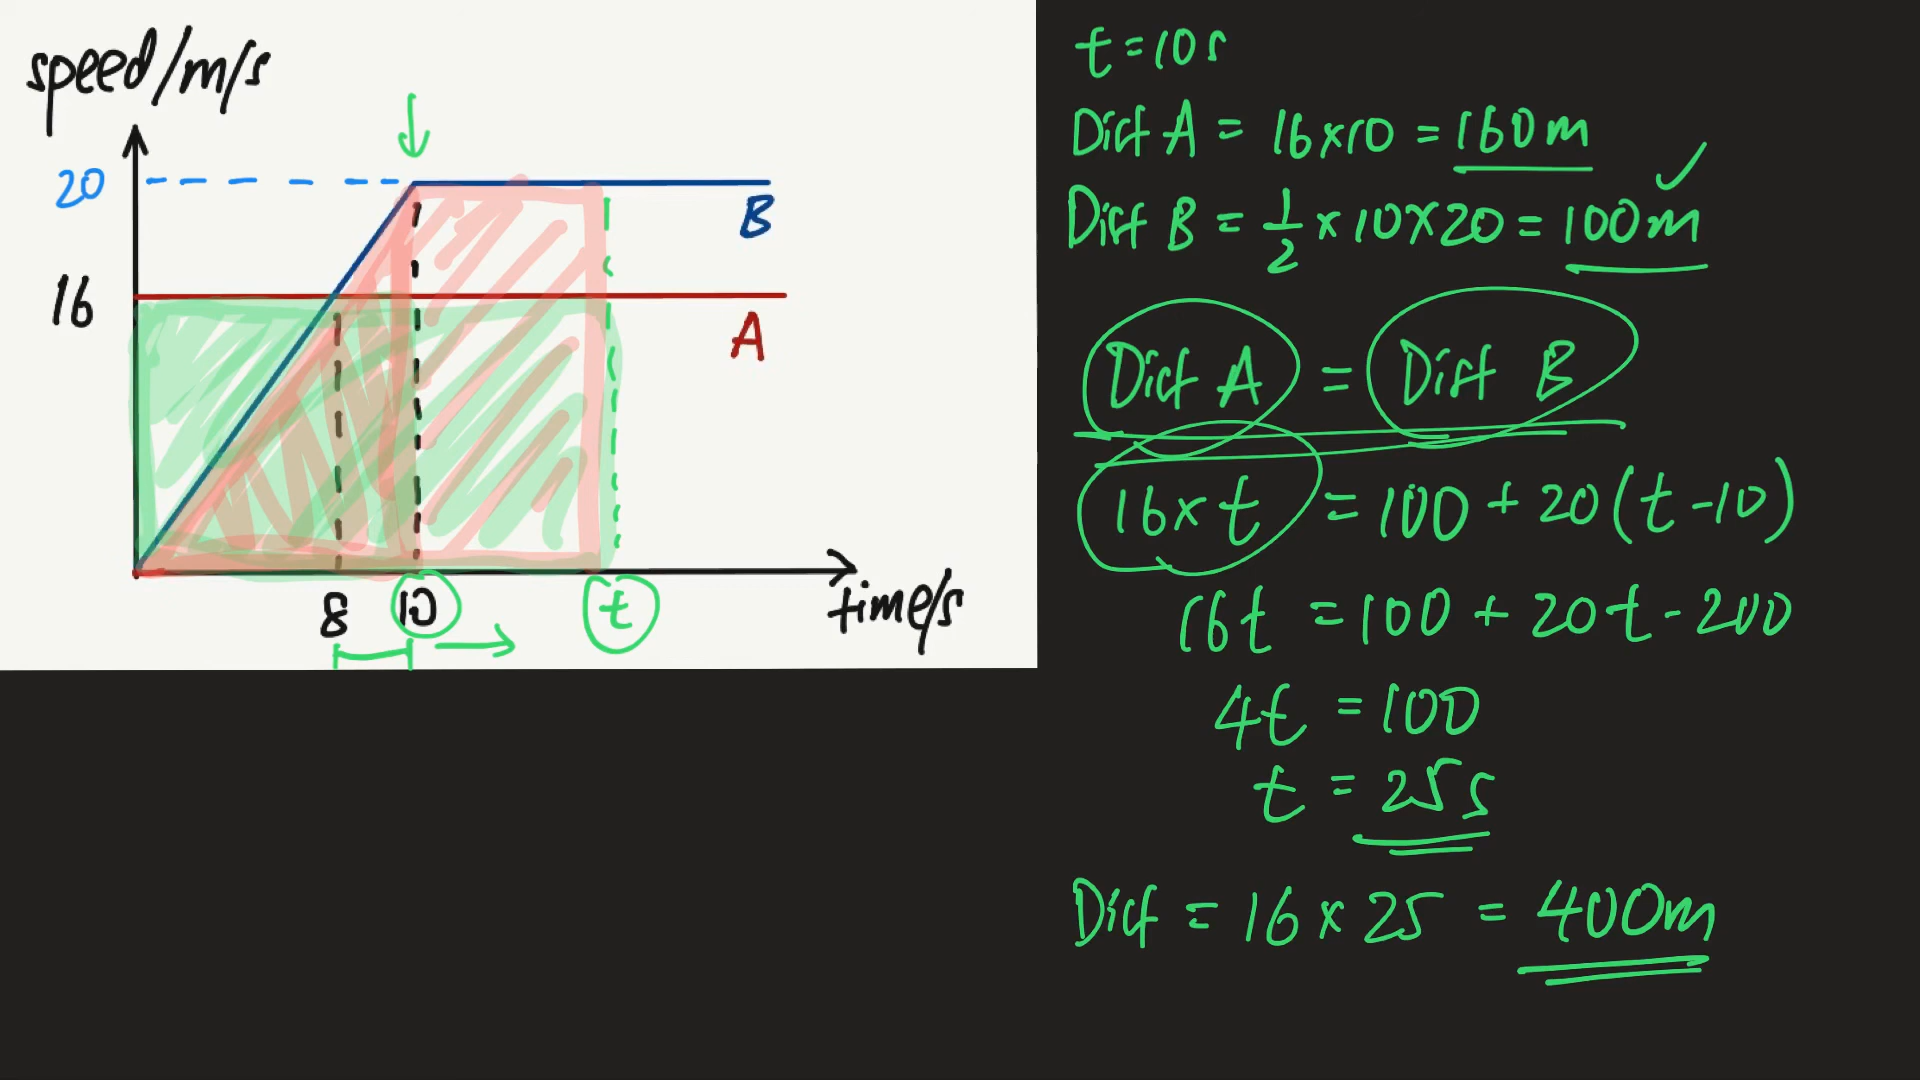 speed/m/s
20
B
16
A
8
10
t
time/s
t = 10s
Dist A = 16×10 = 160m
Dist B = 1/2 × 10×20 = 100m ✓
Dist A = Dist B
16×t = 100 + 20(t-10)
16t = 100 + 20t - 200
4t = 100
t = 25s
Dist = 16 × 25 = 400m